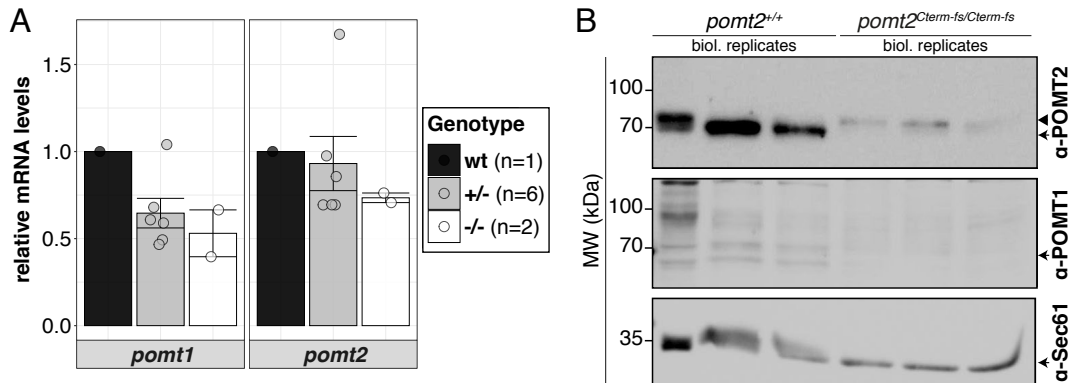 A
relative mRNA levels
1.5
1.0
0.5
0.0
pomt1
pomt2
Genotype
wt (n=1)
+/- (n=6)
-/- (n=2)
B
pomt2+/+
pomt2Cterm-fs/Cterm-fs
biol. replicates
biol. replicates
MW (kDa)
100
70
α-POMT2
100
70
α-POMT1
35
α-Sec61